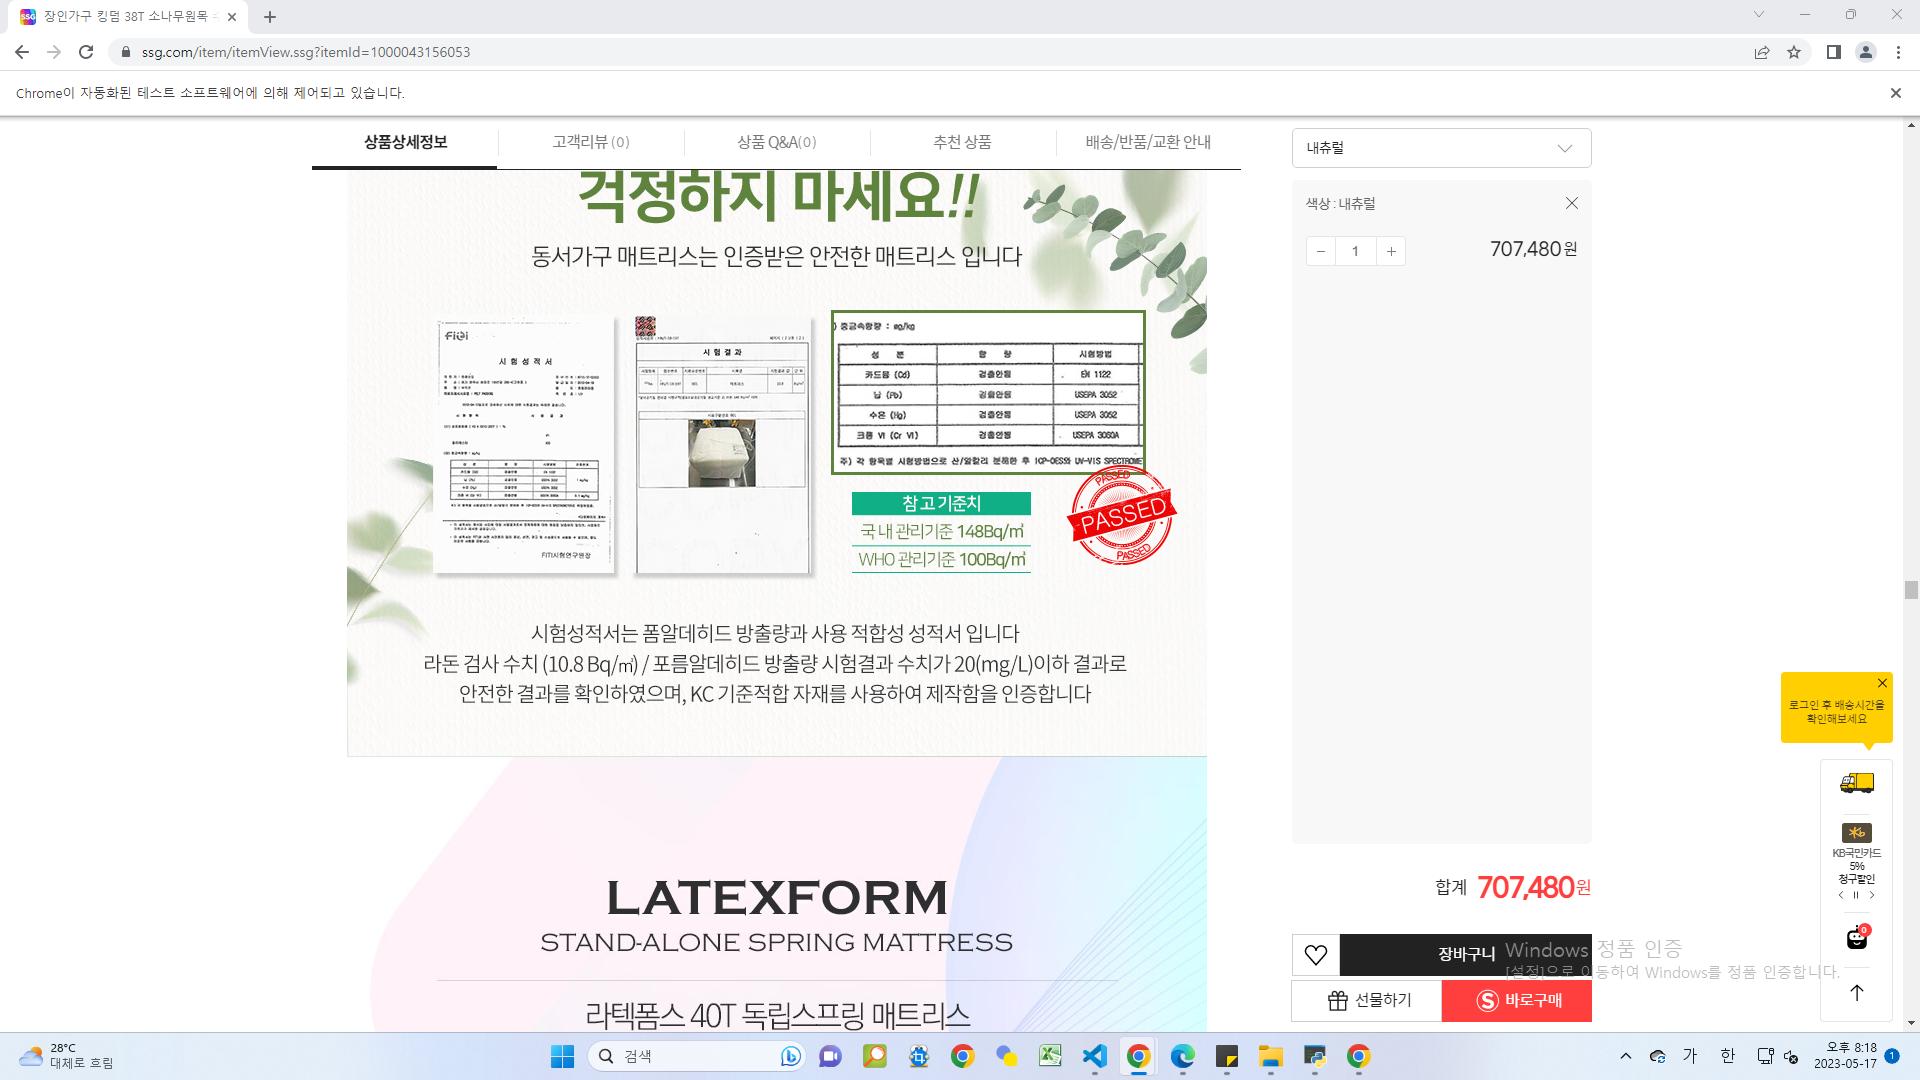 장인가구 킹덤 38T 소나무원목
ssg.com/item/itemView.ssg?itemId=1000043156053
Chrome이 자동화된 테스트 소프트웨어에 의해 제어되고 있습니다.
상품상세정보
고객리뷰 (0)
상품 Q&A(0)
추천 상품
배송/반품/교환 안내
걱정하지 마세요!!
동서가구 매트리스는 인증받은 안전한 매트리스 입니다
FITI
시 험 성 적 서
FITI시험연구원장
시 험 결 과
) 중금속함량 : mg/kg
성 분 함 량 시험방법
카드뮴 (Cd) 검출안됨 EN 1122
납 (Pb) 검출안됨 USEPA 3052
수은 (Hg) 검출안됨 USEPA 3052
크롬 VI (Cr VI) 검출안됨 USEPA 3060A
주) 각 항목별 시험방법으로 산/알칼리 분해한 후 ICP-OES와 UV-VIS SPECTROME
참고기준치
국내 관리기준 148Bq/㎥
WHO 관리기준 100Bq/㎥
PASSED
PASSED
PASSED
시험성적서는 폼알데히드 방출량과 사용 적합성 성적서 입니다
라돈 검사 수치 (10.8 Bq/㎥) / 포름알데히드 방출량 시험결과 수치가 20(mg/L)이하 결과로
안전한 결과를 확인하였으며, KC 기준적합 자재를 사용하여 제작함을 인증합니다
LATEXFORM
STAND-ALONE SPRING MATTRESS
라텍폼스 40T 독립스프링 매트리스
내츄럴
색상 : 내츄럴
1
707,480원
합계 707,480원
장바구니
선물하기
바로구매
Windows 정품 인증
[설정]으로 이동하여 Windows를 정품 인증합니다.
로그인 후 배송시간을
확인해보세요
KB국민카드
5%
청구할인
0
28°C
대체로 흐림
검색
가
한
오후 8:18
2023-05-17
1